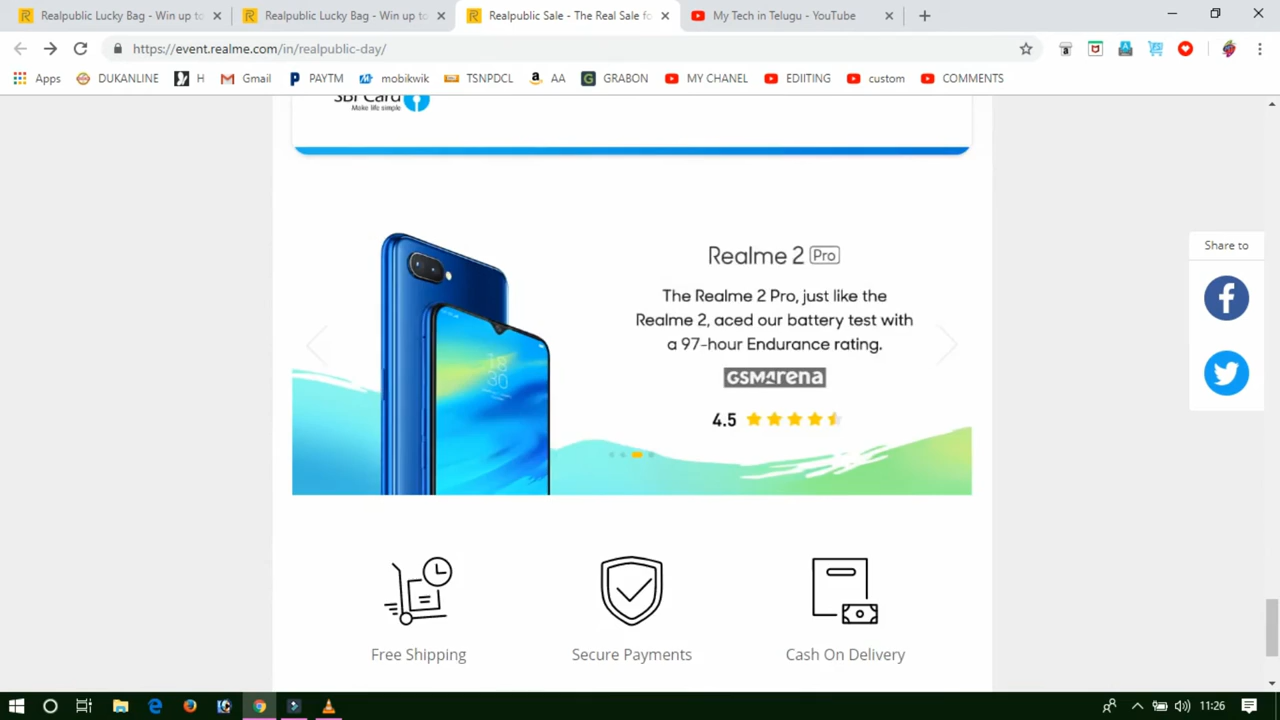 Realpublic Lucky Bag - Win up to
Realpublic Lucky Bag - Win up to
Realpublic Sale - The Real Sale fo
My Tech in Telugu - YouTube
https://event.realme.com/in/realpublic-day/
Apps
DUKANLINE
H
Gmail
PAYTM
mobikwik
TSNPDCL
AA
GRABON
MY CHANEL
EDIITING
custom
COMMENTS
SBI Card
Make life simple
Realme 2 Pro
The Realme 2 Pro, just like the
Realme 2, aced our battery test with
a 97-hour Endurance rating.
GSMarena
4.5
18
30
Share to
Free Shipping
Secure Payments
Cash On Delivery
11:26